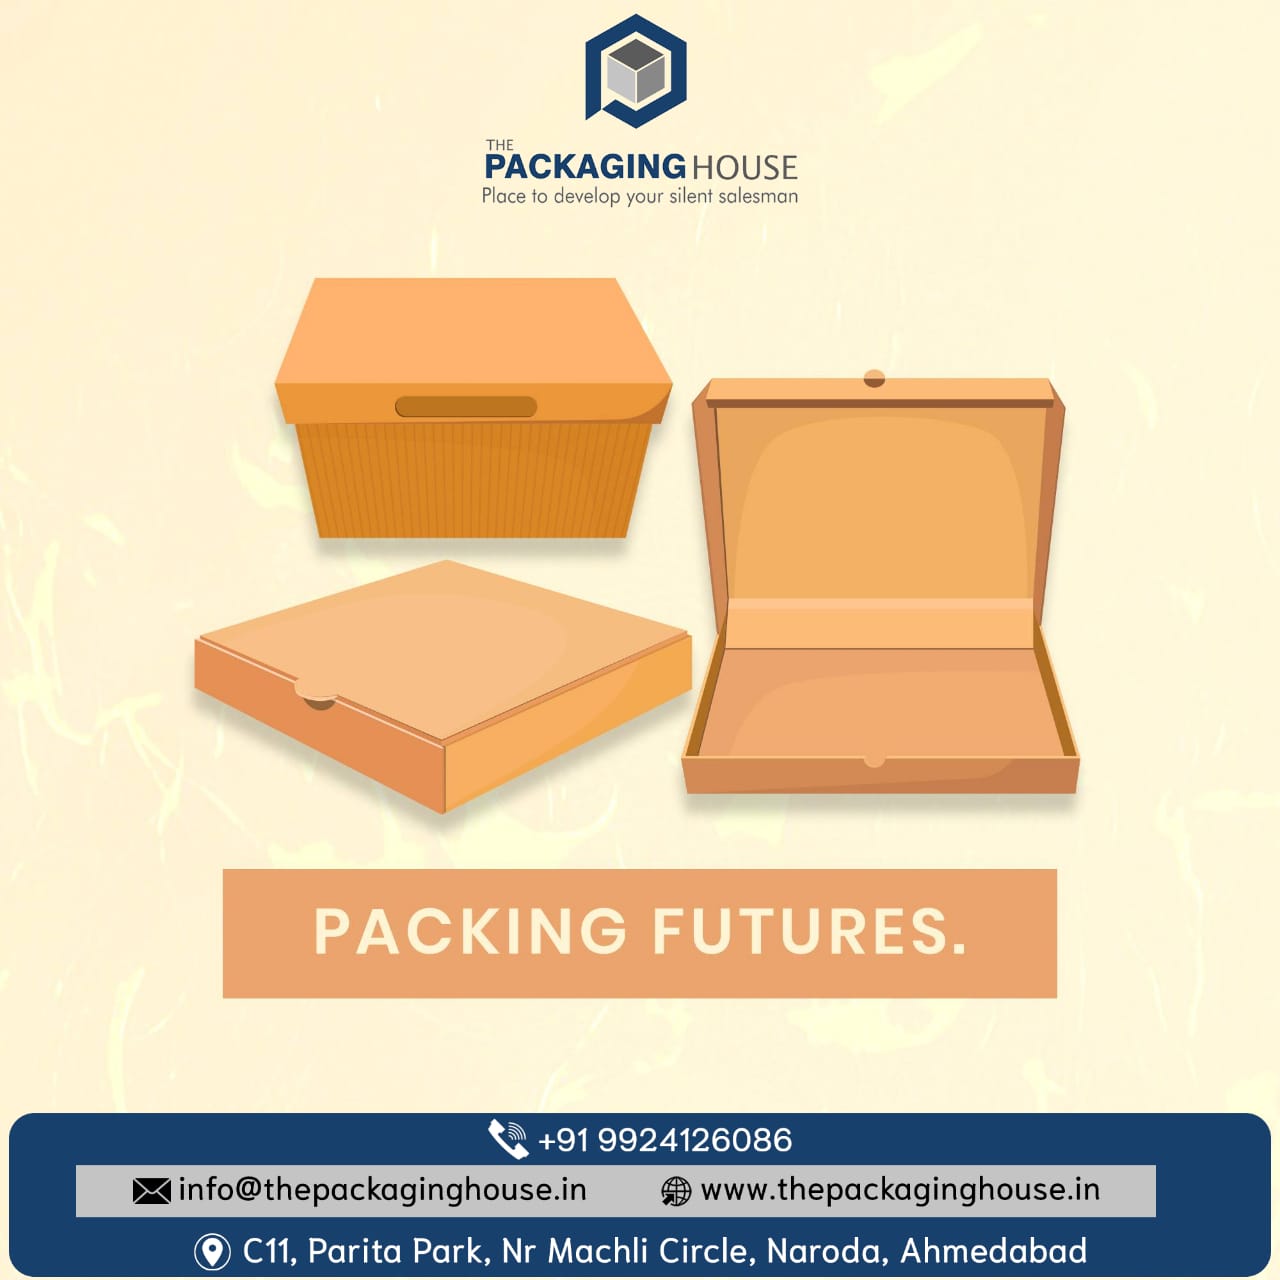 THE
PACKAGING HOUSE
Place to develop your silent salesman
PACKING FUTURES.
+91 9924126086
info@thepackaginghouse.in www.thepackaginghouse.in
C11, Parita Park, Nr Machli Circle, Naroda, Ahmedabad